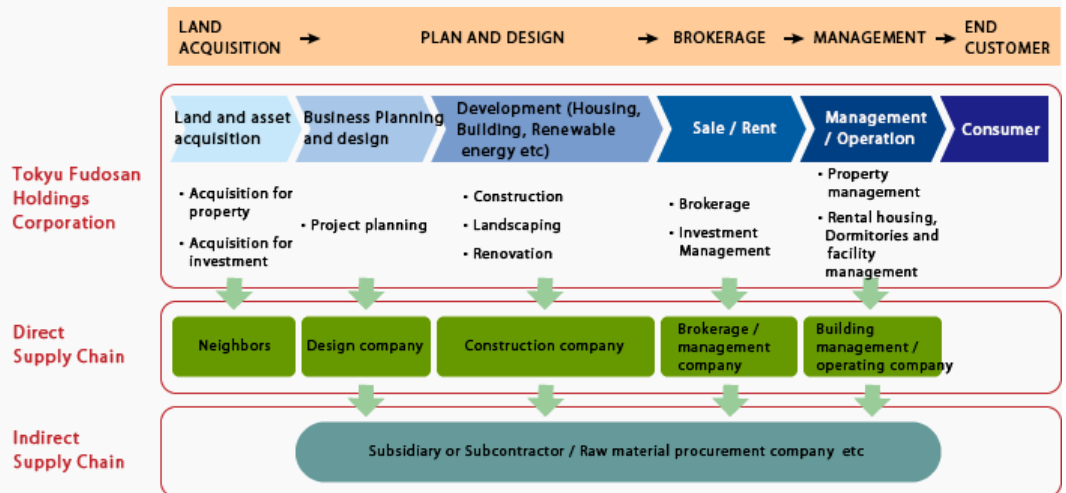 LAND
ACQUISITION
PLAN AND DESIGN
BROKERAGE
MANAGEMENT
END
CUSTOMER
Tokyu Fudosan
Holdings
Corporation
Land and asset
acquisition
Business Planning
and design
Development (Housing,
Building, Renewable
energy etc)
Sale / Rent
Management
/ Operation
Consumer
• Acquisition for
property
• Acquisition for
investment
• Project planning
• Construction
• Landscaping
• Renovation
• Brokerage
• Investment
Management
• Property
management
• Rental housing,
Dormitories and
facility
management
Direct
Supply Chain
Neighbors
Design company
Construction company
Brokerage /
management
company
Building
management /
operating company
Indirect
Supply Chain
Subsidiary or Subcontractor / Raw material procurement company etc